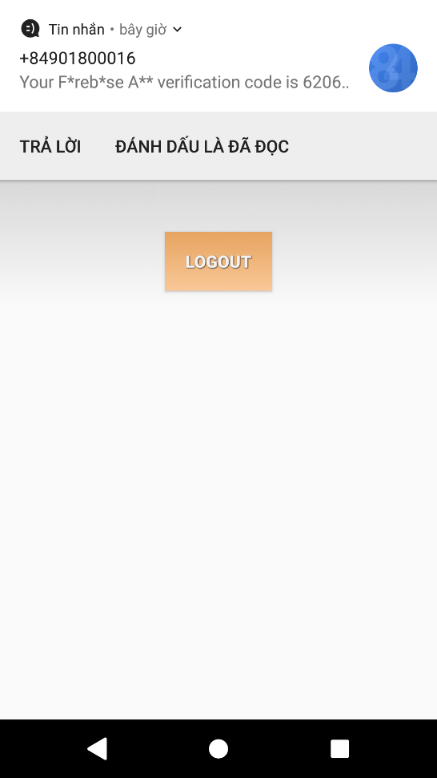 Tin nhắn • bây giờ
+84901800016
Your F*reb*se A** verification code is 6206..
TRẢ LỜI ĐÁNH DẤU LÀ ĐÃ ĐỌC
LOGOUT